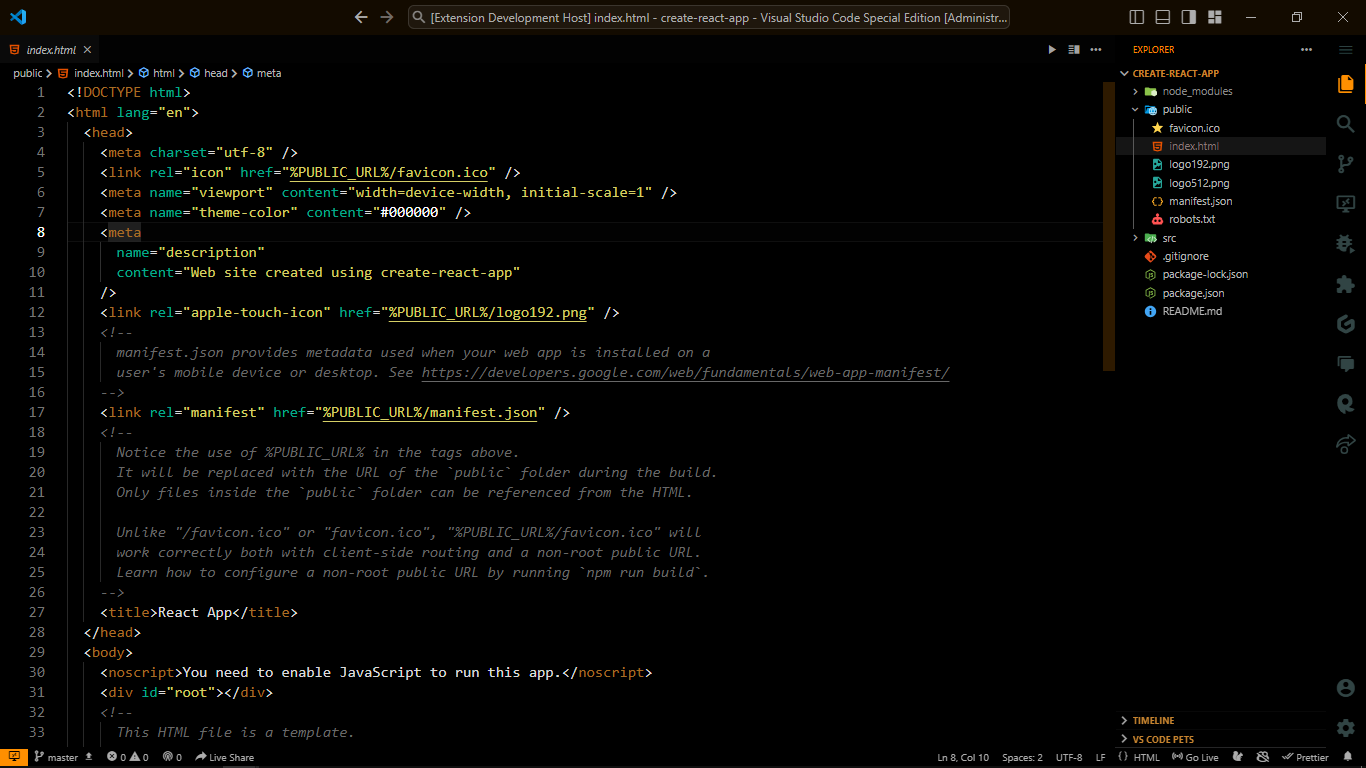 [Extension Development Host] index.html - create-react-app - Visual Studio Code Special Edition [Administr...
index.html
EXPLORER
public > index.html > html > head > meta
1 <!DOCTYPE html>
2 <html lang="en">
3 <head>
4 <meta charset="utf-8" />
5 <link rel="icon" href="%PUBLIC_URL%/favicon.ico" />
6 <meta name="viewport" content="width=device-width, initial-scale=1" />
7 <meta name="theme-color" content="#000000" />
8 <meta
9 name="description"
10 content="Web site created using create-react-app"
11 />
12 <link rel="apple-touch-icon" href="%PUBLIC_URL%/logo192.png" />
13 <!--
14 manifest.json provides metadata used when your web app is installed on a
15 user's mobile device or desktop. See https://developers.google.com/web/fundamentals/web-app-manifest/
16 -->
17 <link rel="manifest" href="%PUBLIC_URL%/manifest.json" />
18 <!--
19 Notice the use of %PUBLIC_URL% in the tags above.
20 It will be replaced with the URL of the `public` folder during the build.
21 Only files inside the `public` folder can be referenced from the HTML.
22
23 Unlike "/favicon.ico" or "favicon.ico", "%PUBLIC_URL%/favicon.ico" will
24 work correctly both with client-side routing and a non-root public URL.
25 Learn how to configure a non-root public URL by running `npm run build`.
26 -->
27 <title>React App</title>
28 </head>
29 <body>
30 <noscript>You need to enable JavaScript to run this app.</noscript>
31 <div id="root"></div>
32 <!--
33 This HTML file is a template.
CREATE-REACT-APP
node_modules
public
favicon.ico
index.html
logo192.png
logo512.png
manifest.json
robots.txt
src
.gitignore
package-lock.json
package.json
README.md
TIMELINE
VS CODE PETS
master 0 0 0 Live Share Ln 8, Col 10 Spaces: 2 UTF-8 LF {} HTML Go Live Prettier